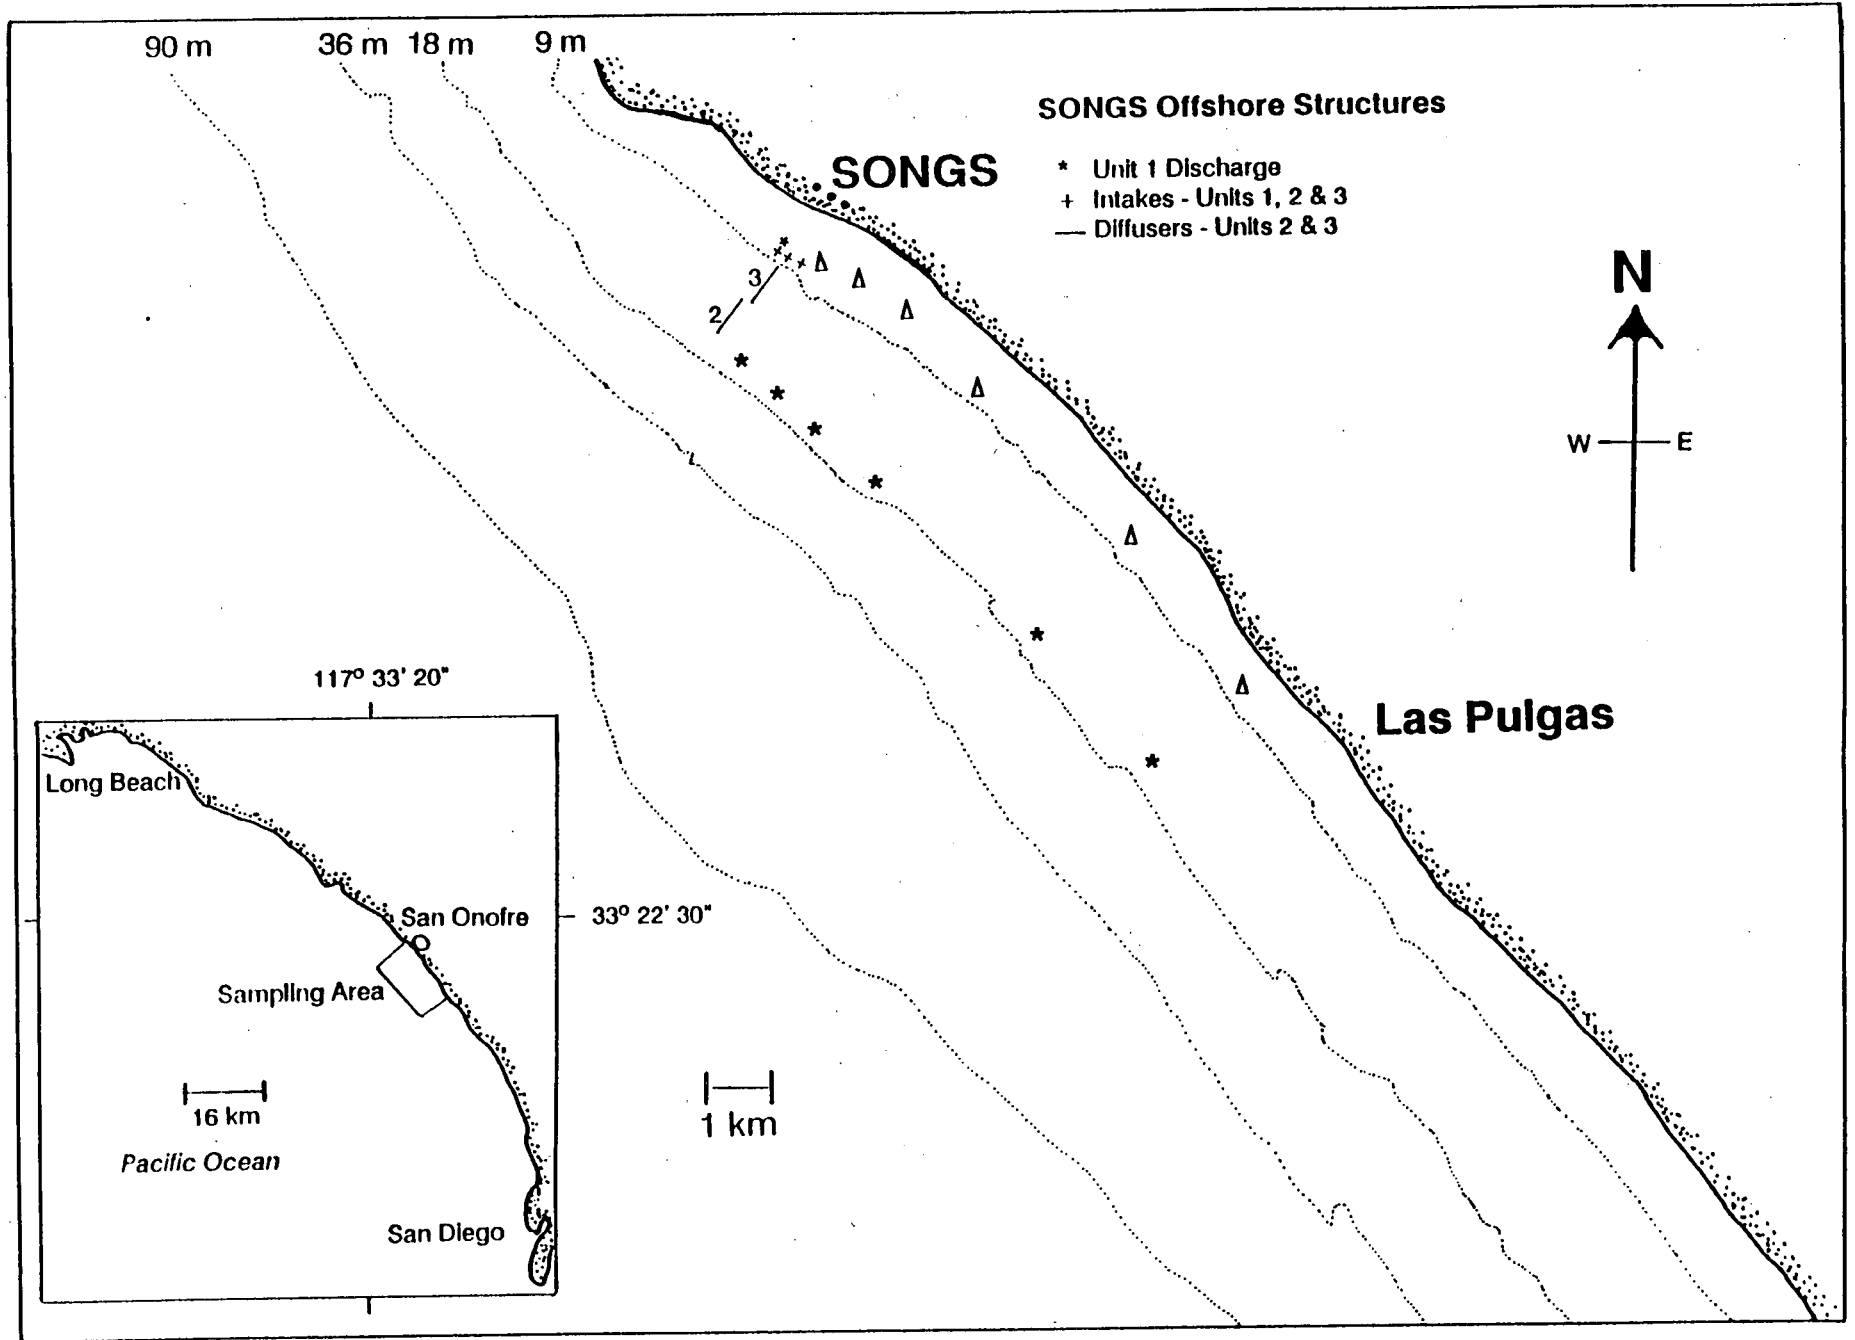 90 m 36 m 18 m 9 m
SONGS Offshore Structures
* Unit 1 Discharge
+ Intakes - Units 1, 2 & 3
— Diffusers - Units 2 & 3
SONGS
N
W E
3
2
Las Pulgas
117º 33' 20"
Long Beach
San Onofre
33º 22' 30"
Sampling Area
16 km
1 km
Pacific Ocean
San Diego